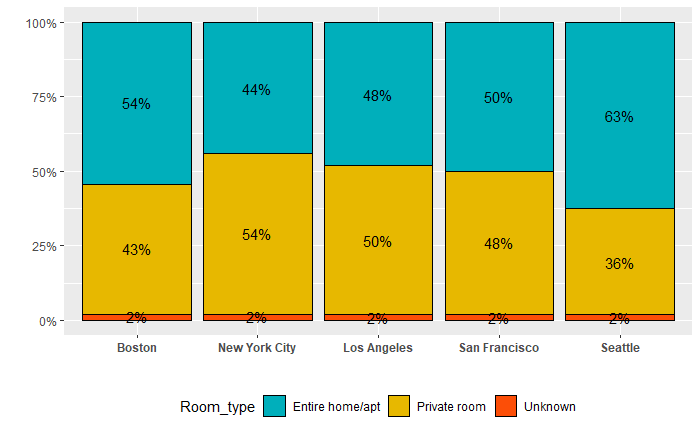 100%
75%
50%
25%
0%
54% 44% 48% 50% 63%
43% 54% 50% 48% 36%
2% 2% 2% 2% 2%
Boston New York City Los Angeles San Francisco Seattle
Room_type Entire home/apt Private room Unknown